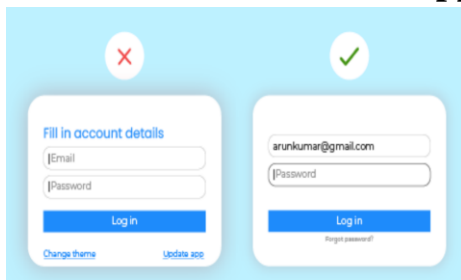 Fill in account details
Email
Password
Log in
Change theme
Update app
arunkumar@gmail.com
Password
Log in
Forgot password?